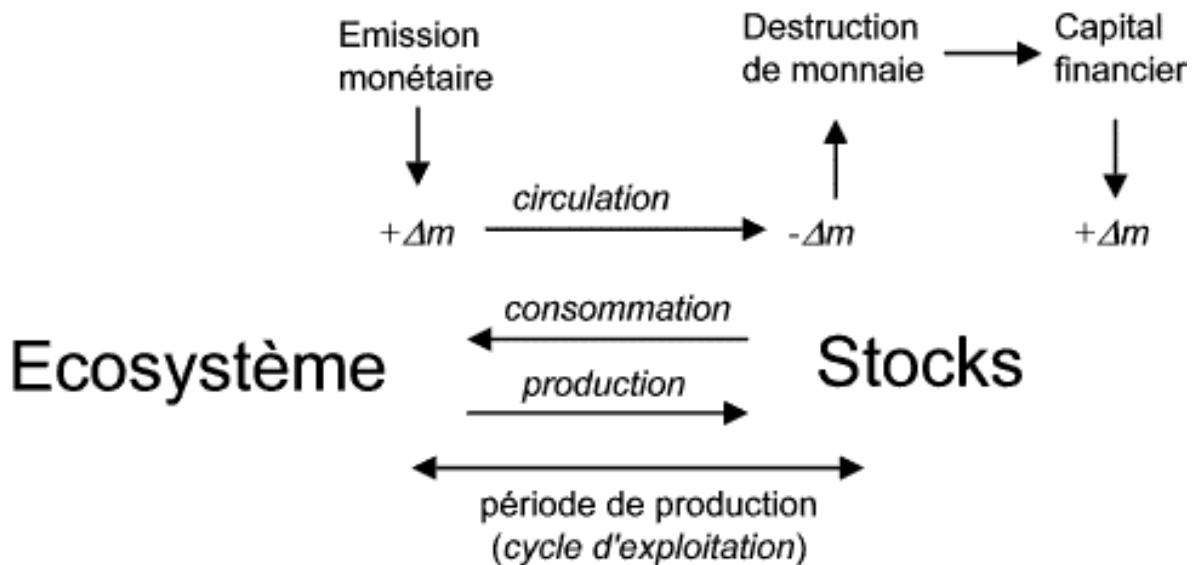 Emission
monétaire
Destruction
de monnaie
Capital
financier
circulation
+Δm
-Δm
+Δm
consommation
Ecosystème
Stocks
production
période de production
(cycle d'exploitation)